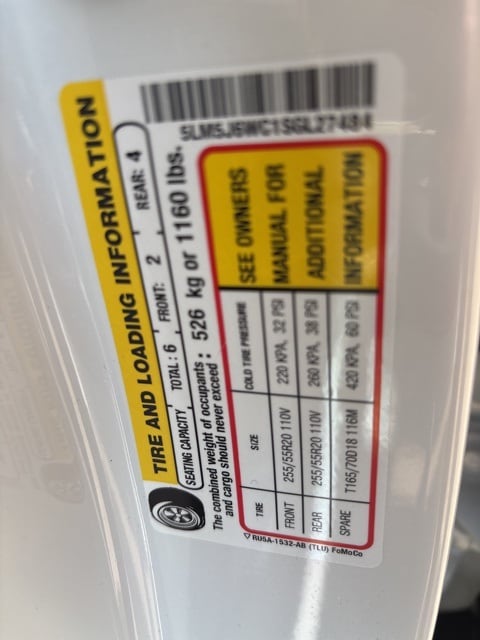 TIRE AND LOADING INFORMATION
SEATING CAPACITY TOTAL: 6 FRONT: 2 REAR: 4
The combined weight of occupants and cargo should never exceed: 526 kg or 1160 lbs.
5LM5J6WC1SGL27484
TIRE SIZE COLD TIRE PRESSURE
FRONT 255/55R20 110V 220 KPA, 32 PSI
REAR 255/55R20 110V 260 KPA, 38 PSI
SPARE T165/70D18 116M 420 KPA, 60 PSI
SEE OWNERS
MANUAL FOR
ADDITIONAL
INFORMATION
RU5A-1532-AB (TLU) FoMoCo